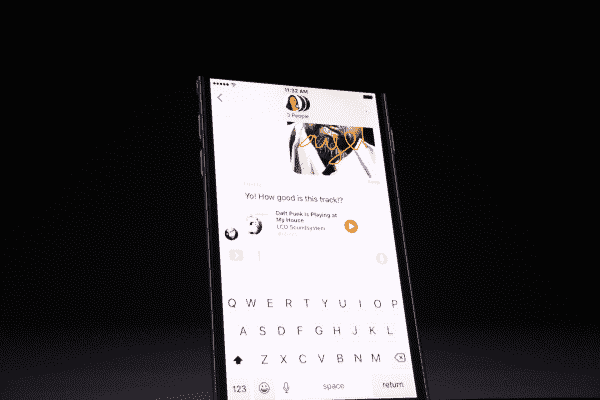 11:32 AM
3 People
Yo! How good is this track!?
Daft Punk is Playing at
My House
LCD Soundsystem
Q W E R T Y U I O P
A S D F G H J K L
Z X C V B N M
123 space return